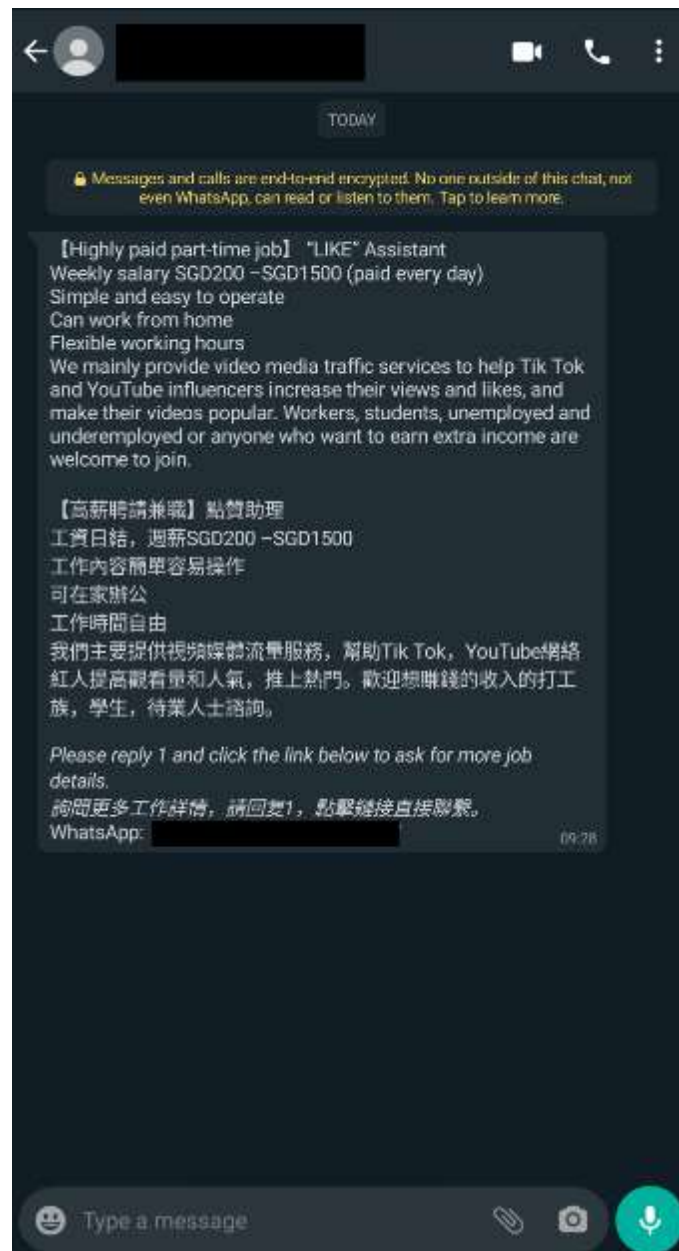 TODAY
Messages and calls are end-to-end encrypted. No one outside of this chat, not
even WhatsApp, can read or listen to them. Tap to learn more.
【Highly paid part-time job】 “LIKE” Assistant
Weekly salary SGD200 –SGD1500 (paid every day)
Simple and easy to operate
Can work from home
Flexible working hours
We mainly provide video media traffic services to help Tik Tok
and YouTube influencers increase their views and likes, and
make their videos popular. Workers, students, unemployed and
underemployed or anyone who want to earn extra income are
welcome to join.
【高薪聘請兼職】點贊助理
工資日結，週薪SGD200 –SGD1500
工作內容簡單容易操作
可在家辦公
工作時間自由
我們主要提供視頻媒體流量服務，幫助Tik Tok，YouTube網絡
紅人提高觀看量和人氣，推上熱門。歡迎想賺錢的收入的打工
族，學生，待業人士諮詢。
Please reply 1 and click the link below to ask for more job
details.
詢問更多工作詳情，請回复1，點擊鏈接直接聯繫。
WhatsApp:
09:28
Type a message